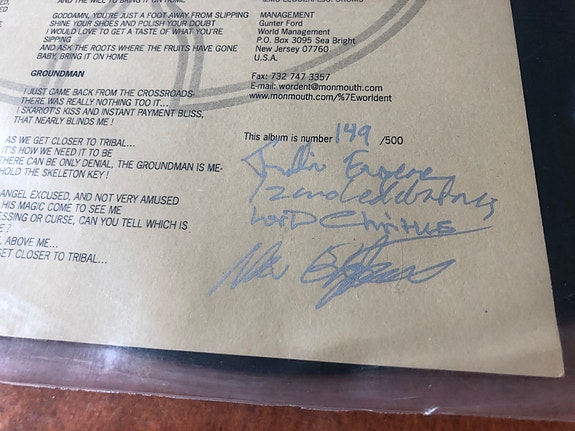 AND THE WILL TO BRING IT ON HOME
GODDAMN, YOU'RE JUST A FOOT AWAY FROM SLIPPING
SHINE YOUR SHOES AND POLISH YOUR DOUBT
I WOULD LOVE TO GET A TASTE OF WHAT YOU'RE
SIPPING
AND ASK THE ROOTS WHERE THE FRUITS HAVE GONE
BABY, BRING IT ON HOME
GROUNDMAN
I JUST CAME BACK FROM THE CROSSROADS
THERE WAS REALLY NOTHING TOO IT...
ISKARIOT'S KISS AND INSTANT PAYMENT BLISS,
THAT NEARLY BLINDS ME !
AS WE GET CLOSER TO TRIBAL...
IT'S HOW WE NEED IT TO BE
THERE CAN BE ONLY DENIAL, THE GROUNDMAN IS ME-
HOLD THE SKELETON KEY !
ANGEL EXCUSED, AND NOT VERY AMUSED
HIS MAGIC COME TO SEE ME
ESSING OR CURSE, CAN YOU TELL WHICH IS
E ?
L ABOVE ME...
GET CLOSER TO TRIBAL...
MANAGEMENT
Gunter Ford
World Management
P.O. Box 3095 Sea Bright
New Jersey 07760
U.S.A.
Fax: 732 747 3357
E-mail: wordent@monmouth.com
www.monmouth.com/%7Eworldent
This album is number 149 /500